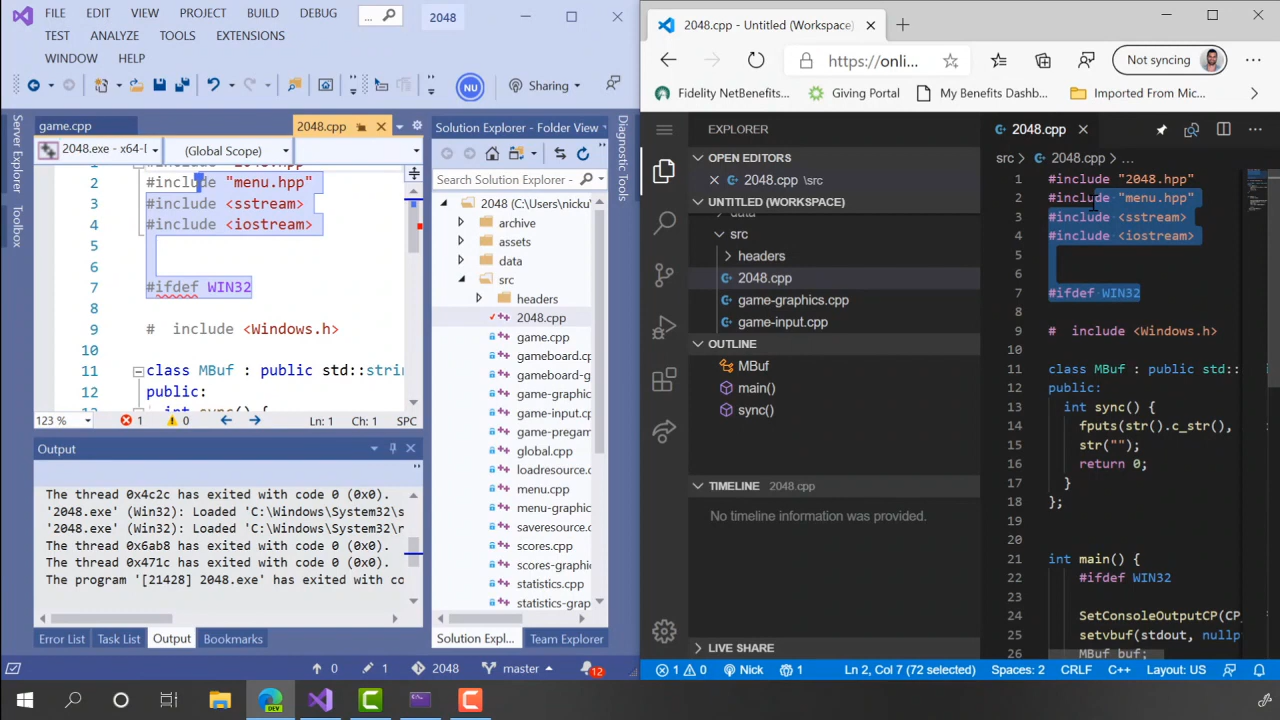 FILE EDIT VIEW PROJECT BUILD DEBUG ... 2048
TEST ANALYZE TOOLS EXTENSIONS
WINDOW HELP
NU Sharing
Server Explorer
Toolbox
game.cpp 2048.cpp
2048.exe - x64-I (Global Scope)
2 #include "menu.hpp"
3 #include <sstream>
4 #include <iostream>
5
6
7 #ifdef WIN32
8
9 # include <Windows.h>
10
11 class MBuf : public std::stri
12 public:
123 % 1 0 Ln: 1 Ch: 1 SPC
Output
The thread 0x4c2c has exited with code 0 (0x0).
'2048.exe' (Win32): Loaded 'C:\Windows\System32\s
'2048.exe' (Win32): Loaded 'C:\Windows\System32\r
The thread 0x6ab8 has exited with code 0 (0x0).
The thread 0x471c has exited with code 0 (0x0).
The program '[21428] 2048.exe' has exited with co
Error List Task List Output Bookmarks
Solution Explorer - Folder View
Search Solution Explorer -
2048 (C:\Users\nicku
archive
assets
data
src
headers
2048.cpp
game.cpp
gameboard.cp
gameboard-g
game-graphic
game-input.cp
game-pregam
global.cpp
loadresource.c
menu.cpp
menu-graphic
saveresource.c
scores.cpp
scores-graphic
statistics.cpp
statistics-grap
Solution Expl... Team Explorer
Diagnostic Tools
0 1 2048 master 12
2048.cpp - Untitled (Workspace)
https://onli... Not syncing
Fidelity NetBenefits... Giving Portal My Benefits Dashb... Imported From Mic...
EXPLORER
OPEN EDITORS
2048.cpp \src
UNTITLED (WORKSPACE)
data
src
headers
2048.cpp
game-graphics.cpp
game-input.cpp
OUTLINE
MBuf
main()
sync()
TIMELINE 2048.cpp
No timeline information was provided.
LIVE SHARE
2048.cpp
src > 2048.cpp > ...
1 #include "2048.hpp"
2 #include "menu.hpp"
3 #include <sstream>
4 #include <iostream>
5
6
7 #ifdef WIN32
8
9 # include <Windows.h>
10
11 class MBuf : public std::
12 public:
13 int sync() {
14 fputs(str().c_str(),
15 str("");
16 return 0;
17 }
18 };
19
20
21 int main() {
22 #ifdef WIN32
23
24 SetConsoleOutputCP(CP_
25 setvbuf(stdout, nullp
26 MBuf buf;
1 0 Nick 1 Ln 2, Col 7 (72 selected) Spaces: 2 CRLF C++ Layout: US
DEV